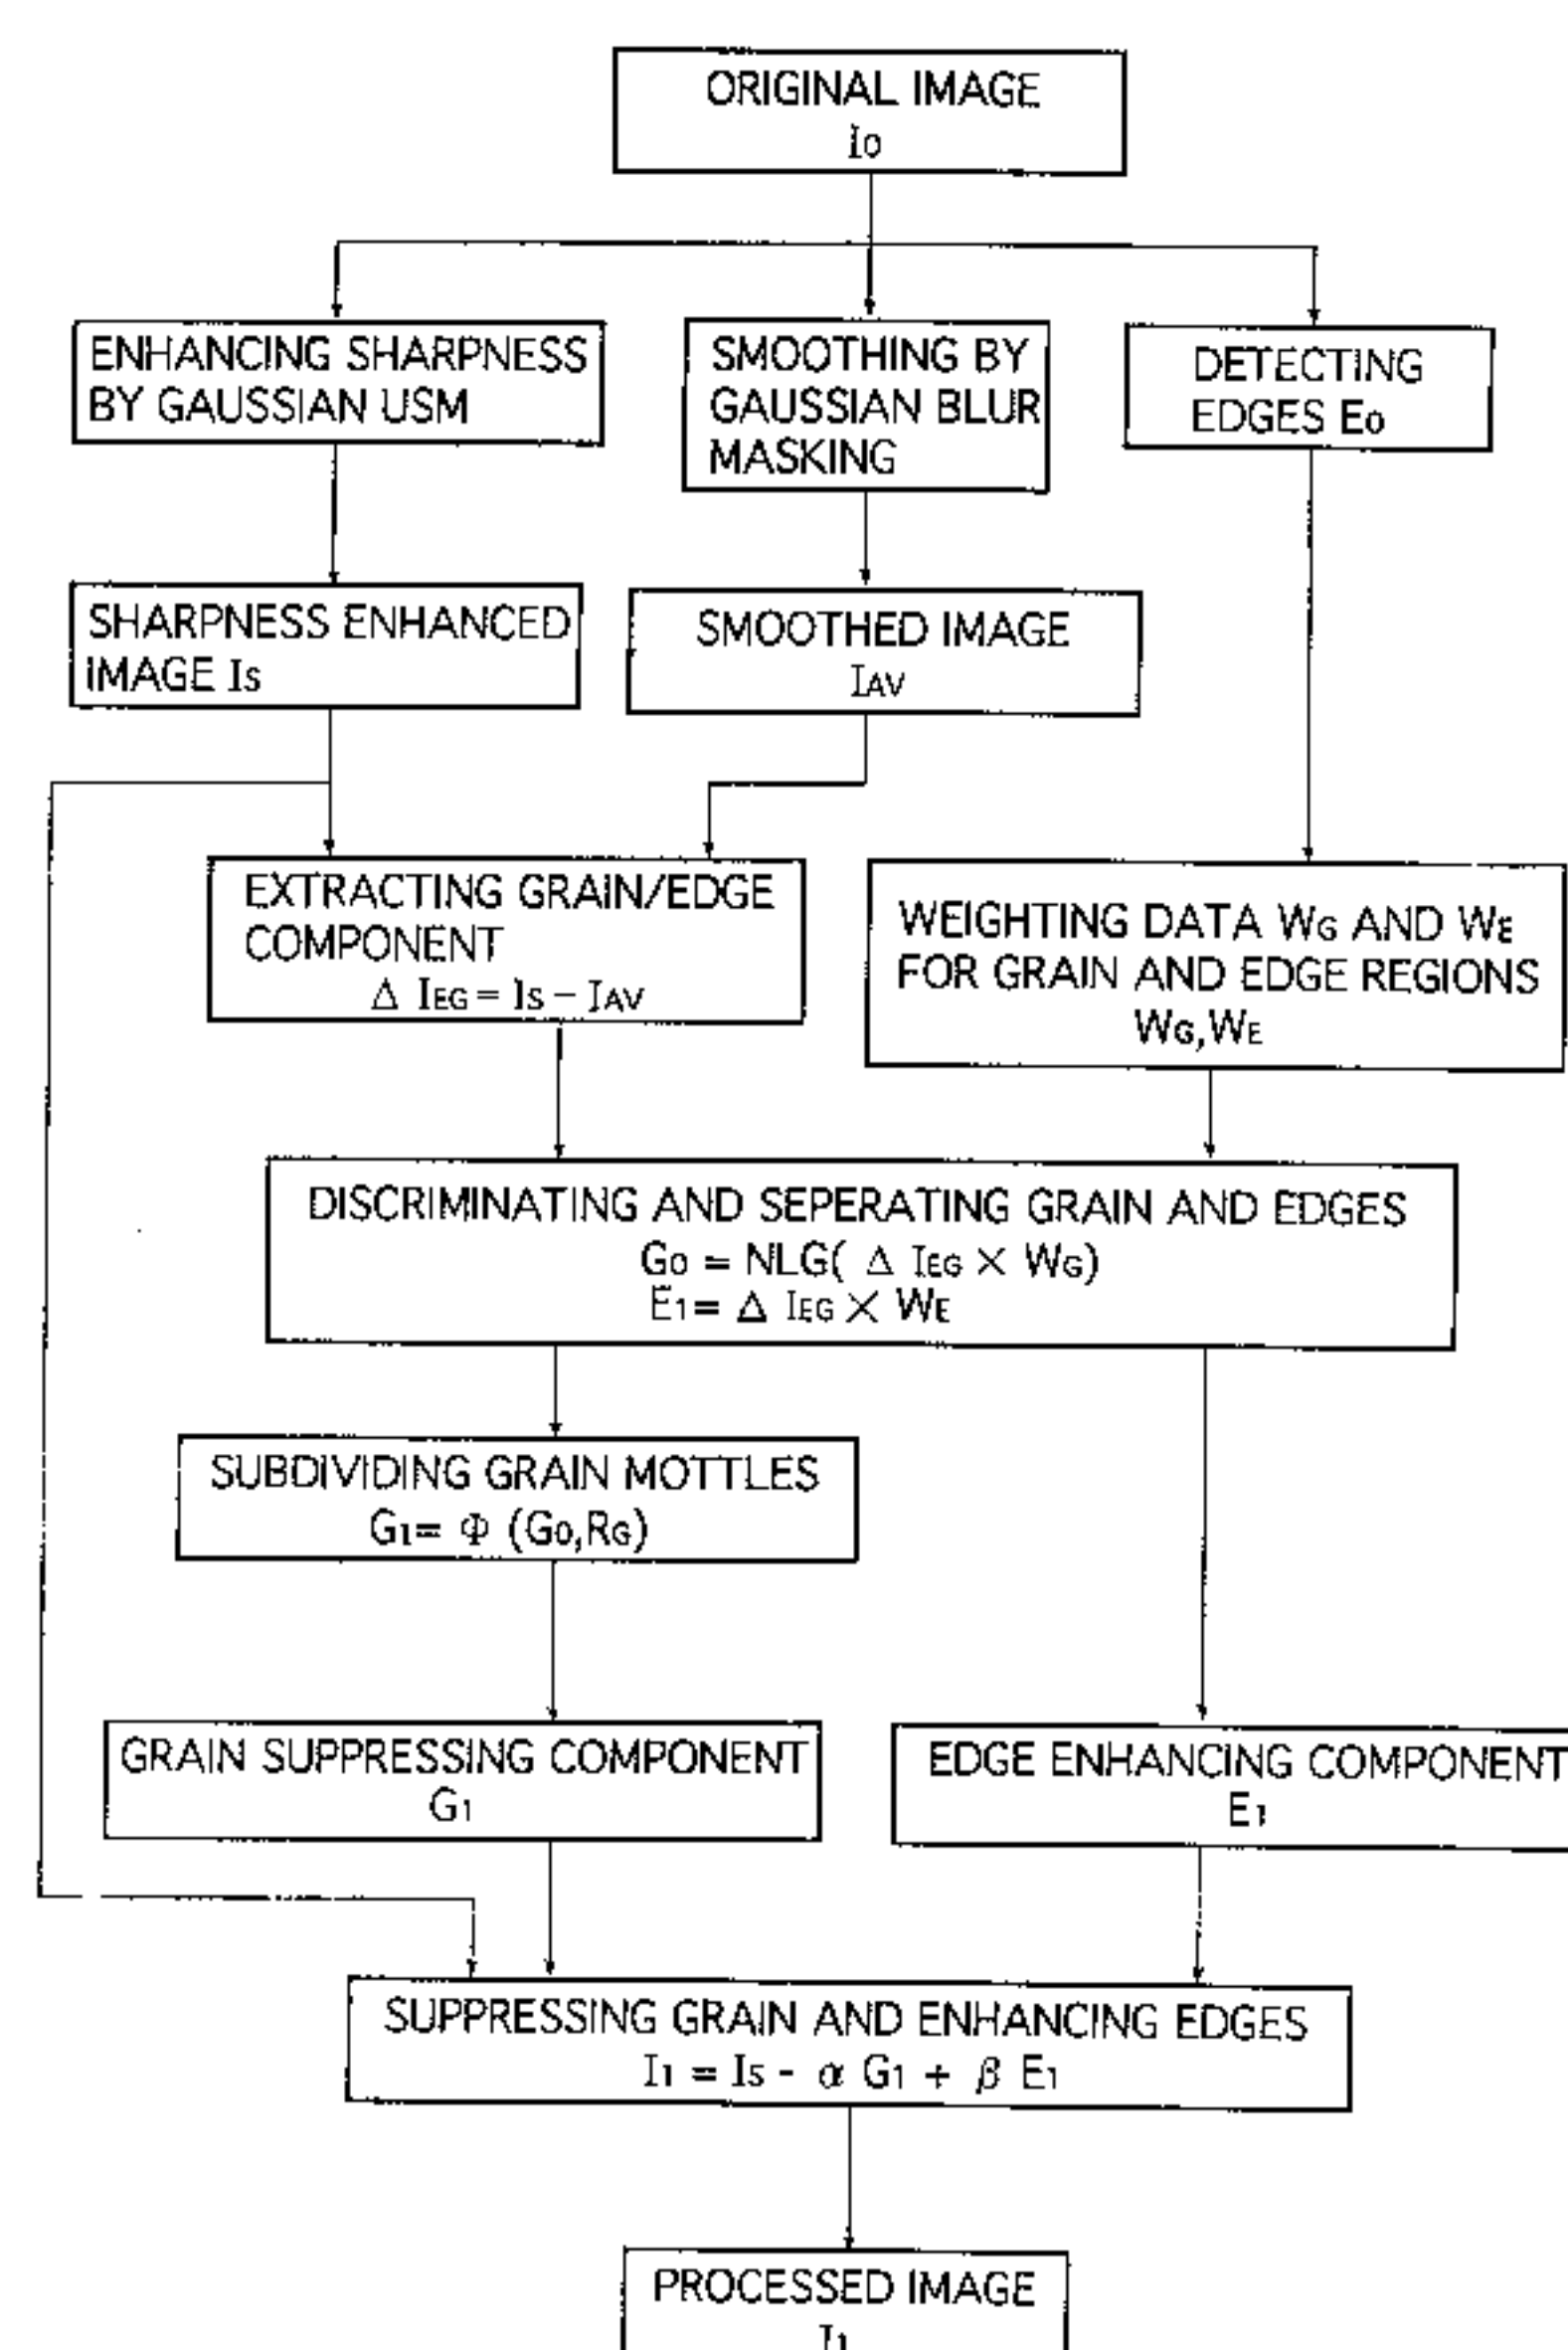 ORIGINAL IMAGE
I0
ENHANCING SHARPNESS
BY GAUSSIAN USM
SMOOTHING BY
GAUSSIAN BLUR
MASKING
DETECTING
EDGES E0
SHARPNESS ENHANCED
IMAGE IS
SMOOTHED IMAGE
IAV
EXTRACTING GRAIN/EDGE
COMPONENT
Δ IEG = IS − IAV
WEIGHTING DATA WG AND WE
FOR GRAIN AND EDGE REGIONS
WG,WE
DISCRIMINATING AND SEPERATING GRAIN AND EDGES
G0 = NLG( Δ IEG × WG)
E1 = Δ IEG × WE
SUBDIVIDING GRAIN MOTTLES
G1= Φ (G0,RG)
GRAIN SUPPRESSING COMPONENT
G1
EDGE ENHANCING COMPONENT
E1
SUPPRESSING GRAIN AND ENHANCING EDGES
I1 = IS - α G1 + β E1
PROCESSED IMAGE
I1